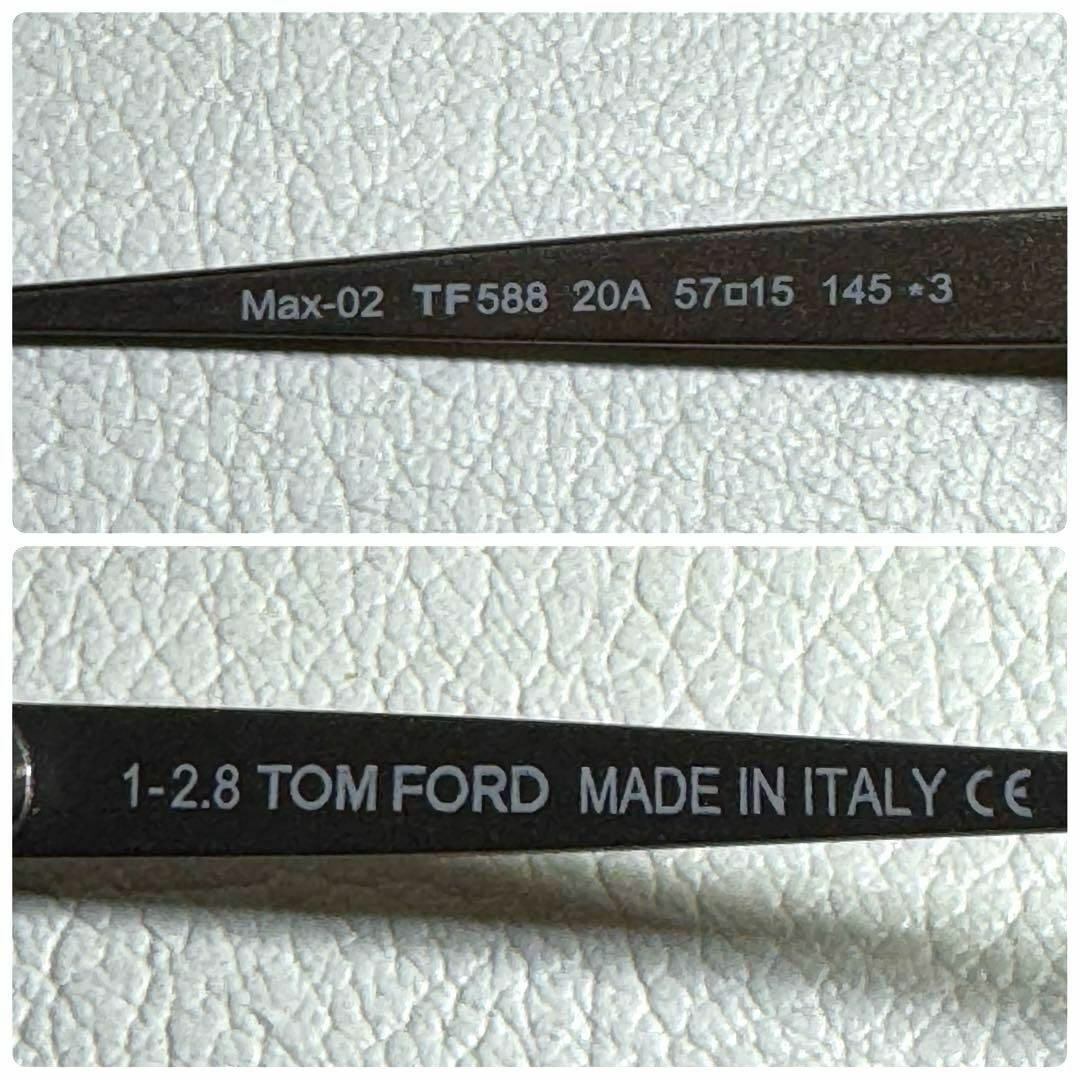 Max-02 TF588 20A 57□15 145 *3
1-2.8 TOM FORD MADE IN ITALY CE